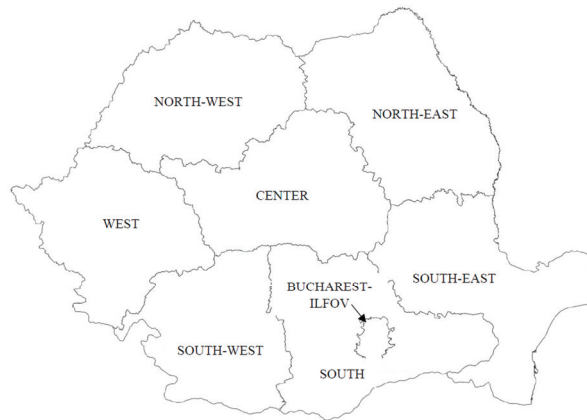 NORTH-WEST
NORTH-EAST
CENTER
WEST
SOUTH-EAST
BUCHAREST-
ILFOV
SOUTH-WEST
SOUTH